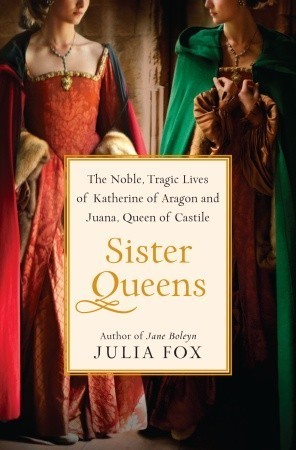 The Noble, Tragic Lives
of Katherine of Aragon and
Juana, Queen of Castile
Sister
Queens
Author of Jane Boleyn
JULIA FOX